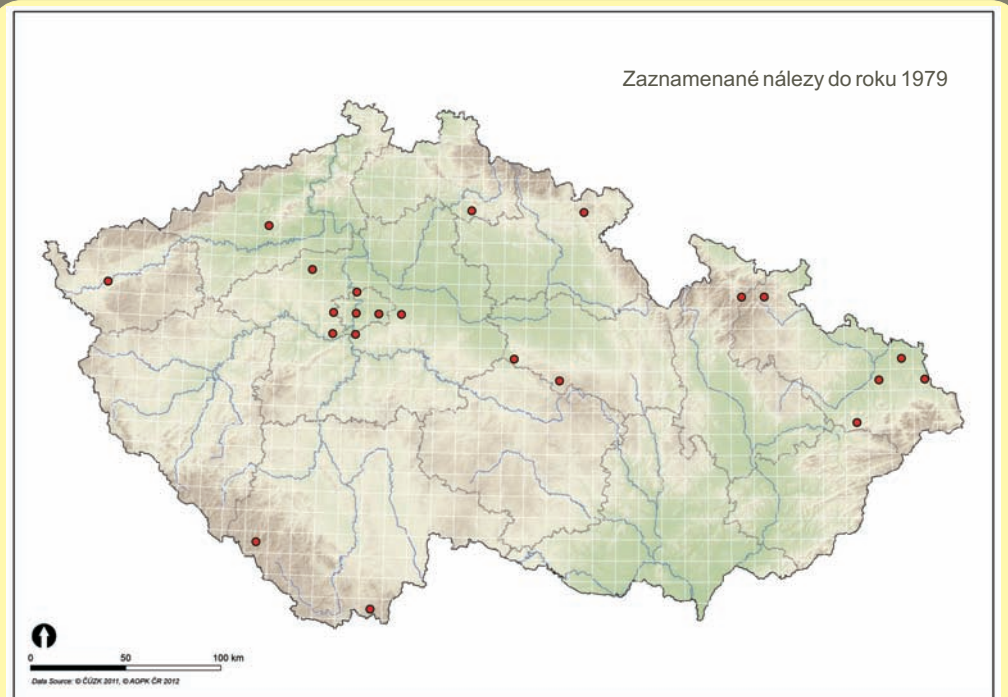 Zaznamenané nálezy do roku 1979
0 50 100 km
Data Source: © ČÚZK 2011, © AOPK ČR 2012